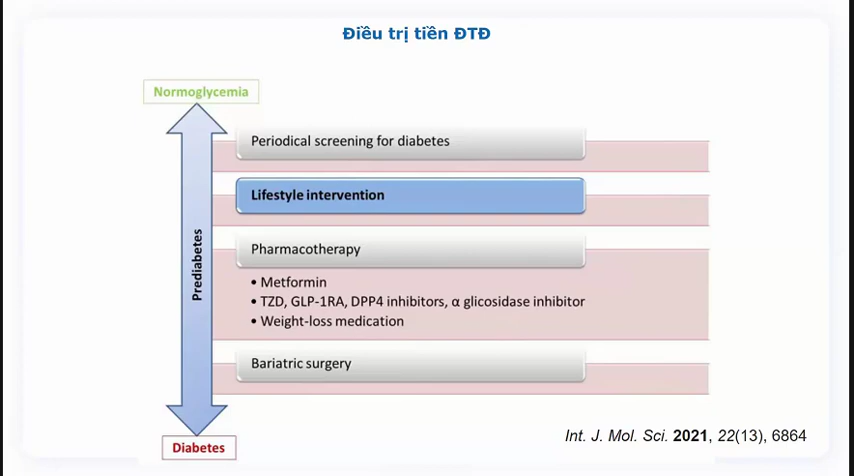 Điều trị tiền ĐTĐ
Normoglycemia
Periodical screening for diabetes
Lifestyle intervention
Pharmacotherapy
• Metformin
• TZD, GLP-1RA, DPP4 inhibitors, α glicosidase inhibitor
• Weight-loss medication
Bariatric surgery
Prediabetes
Diabetes
Int. J. Mol. Sci. 2021, 22(13), 6864